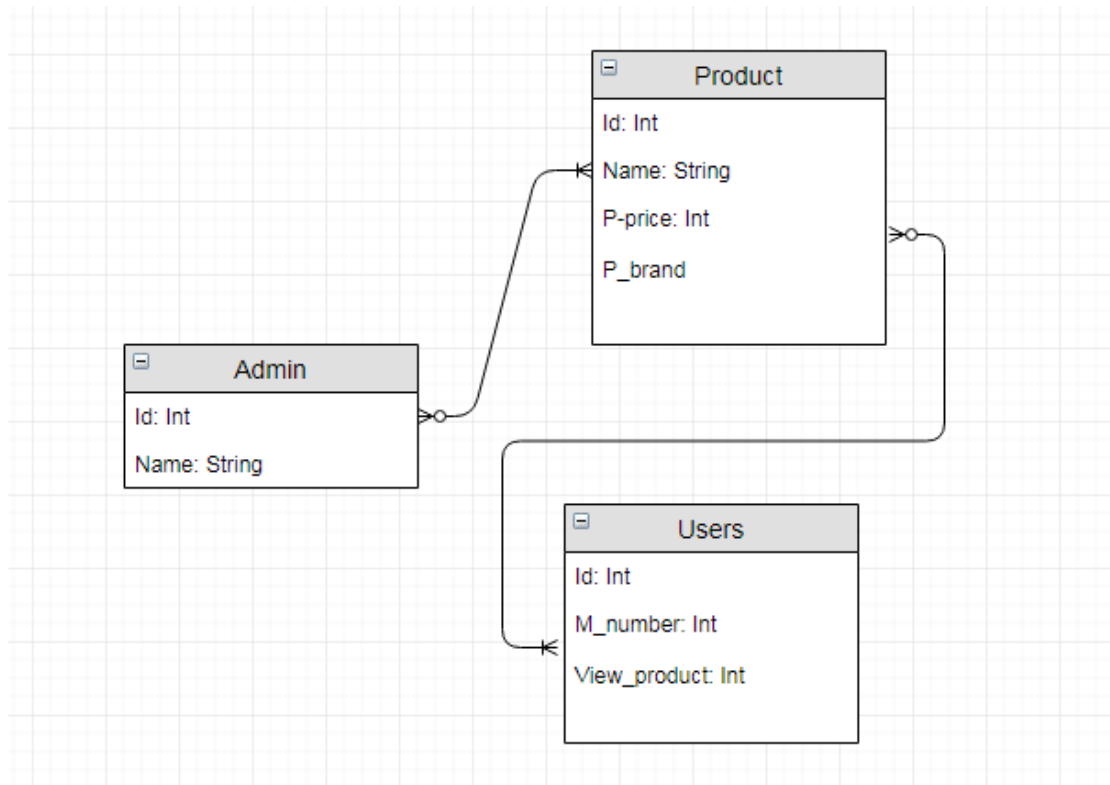 Product
Id: Int
Name: String
P-price: Int
P_brand
Admin
Id: Int
Name: String
Users
Id: Int
M_number: Int
View_product: Int